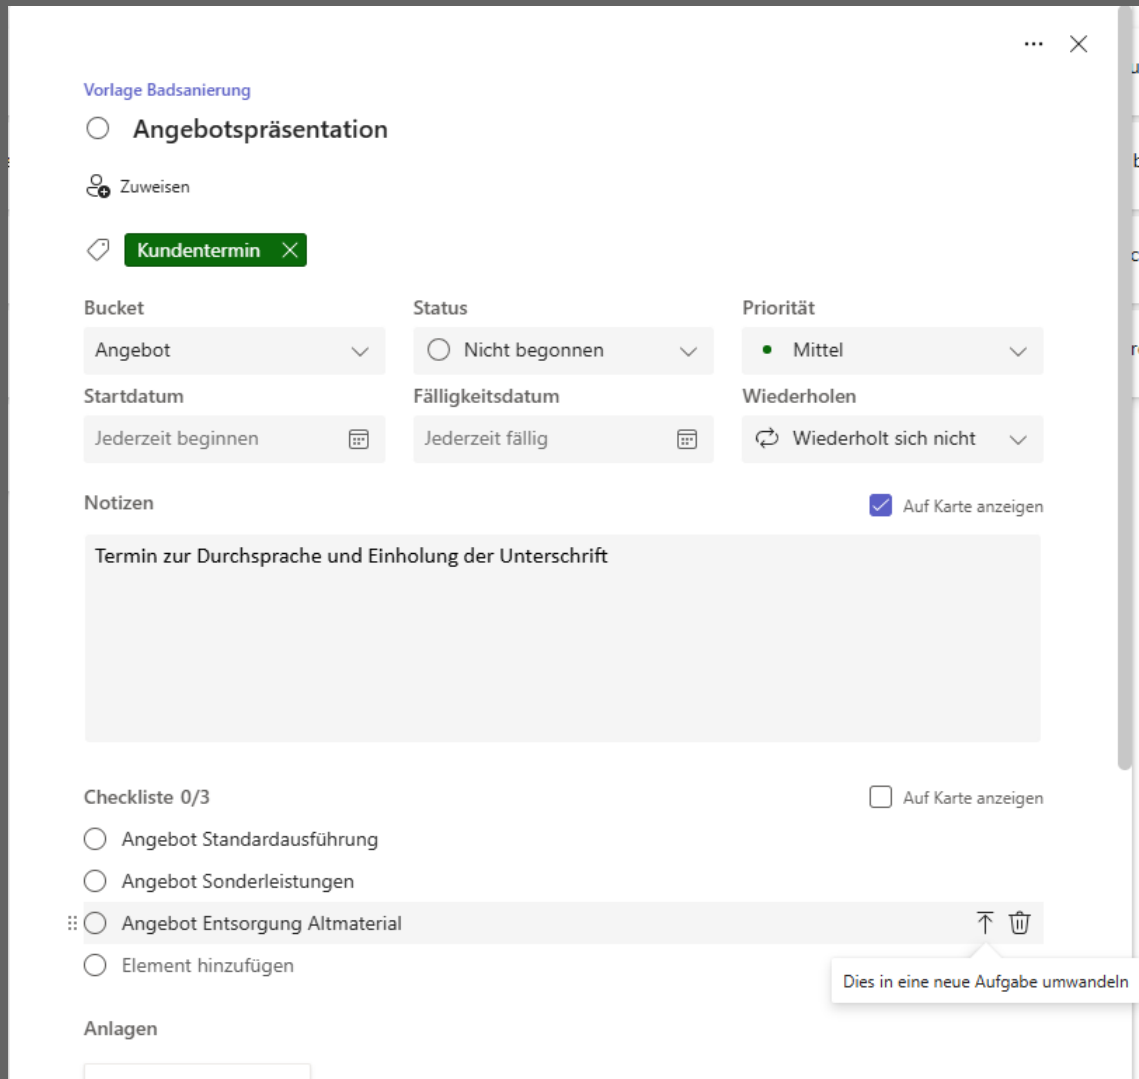 Vorlage Badsanierung
Angebotspräsentation
Zuweisen
Kundentermin
Bucket Status Priorität
Angebot Nicht begonnen Mittel
Startdatum Fälligkeitsdatum Wiederholen
Jederzeit beginnen Jederzeit fällig Wiederholt sich nicht
Notizen Auf Karte anzeigen
Termin zur Durchsprache und Einholung der Unterschrift
Checkliste 0/3 Auf Karte anzeigen
Angebot Standardausführung
Angebot Sonderleistungen
Angebot Entsorgung Altmaterial
Element hinzufügen
Dies in eine neue Aufgabe umwandeln
Anlagen